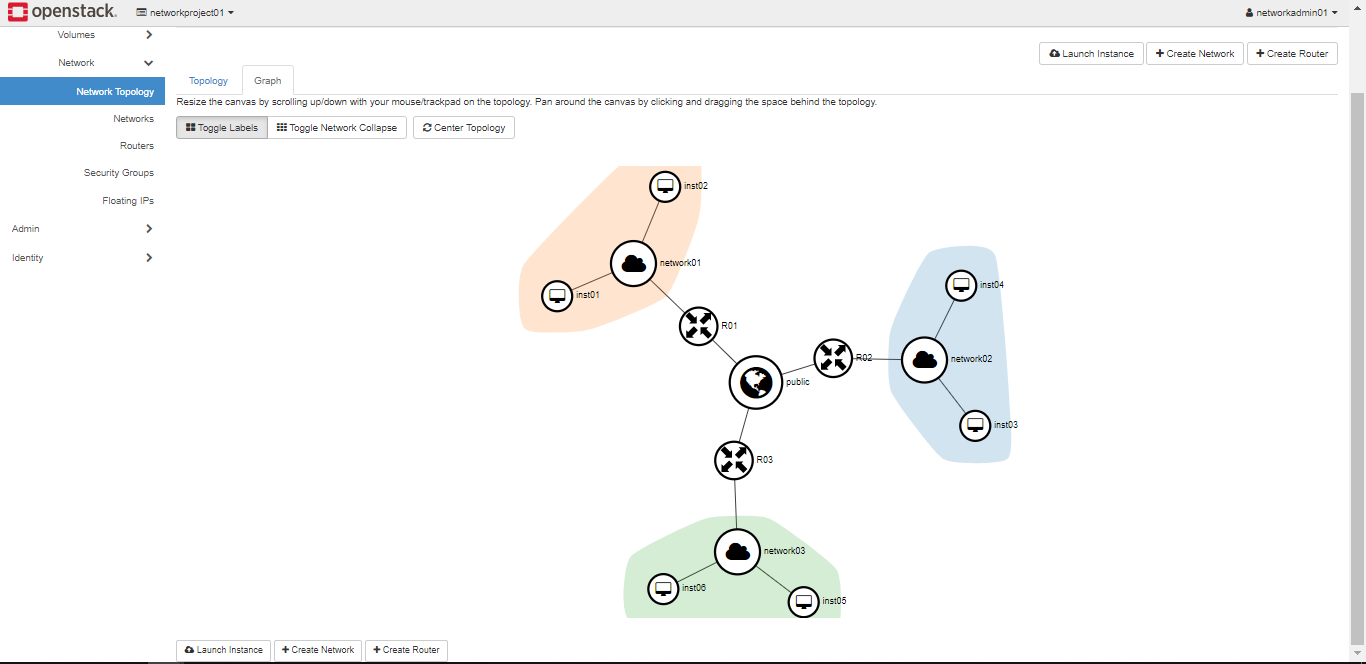 openstack. networkproject01 networkadmin01
Volumes
Network
Network Topology
Networks
Routers
Security Groups
Floating IPs
Admin
Identity
Launch Instance Create Network Create Router
Topology Graph
Resize the canvas by scrolling up/down with your mouse/trackpad on the topology. Pan around the canvas by clicking and dragging the space behind the topology.
Toggle Labels Toggle Network Collapse Center Topology
inst02
network01
inst01
R01
inst04
R02
network02
public
inst03
R03
network03
inst06
inst05
Launch Instance Create Network Create Router